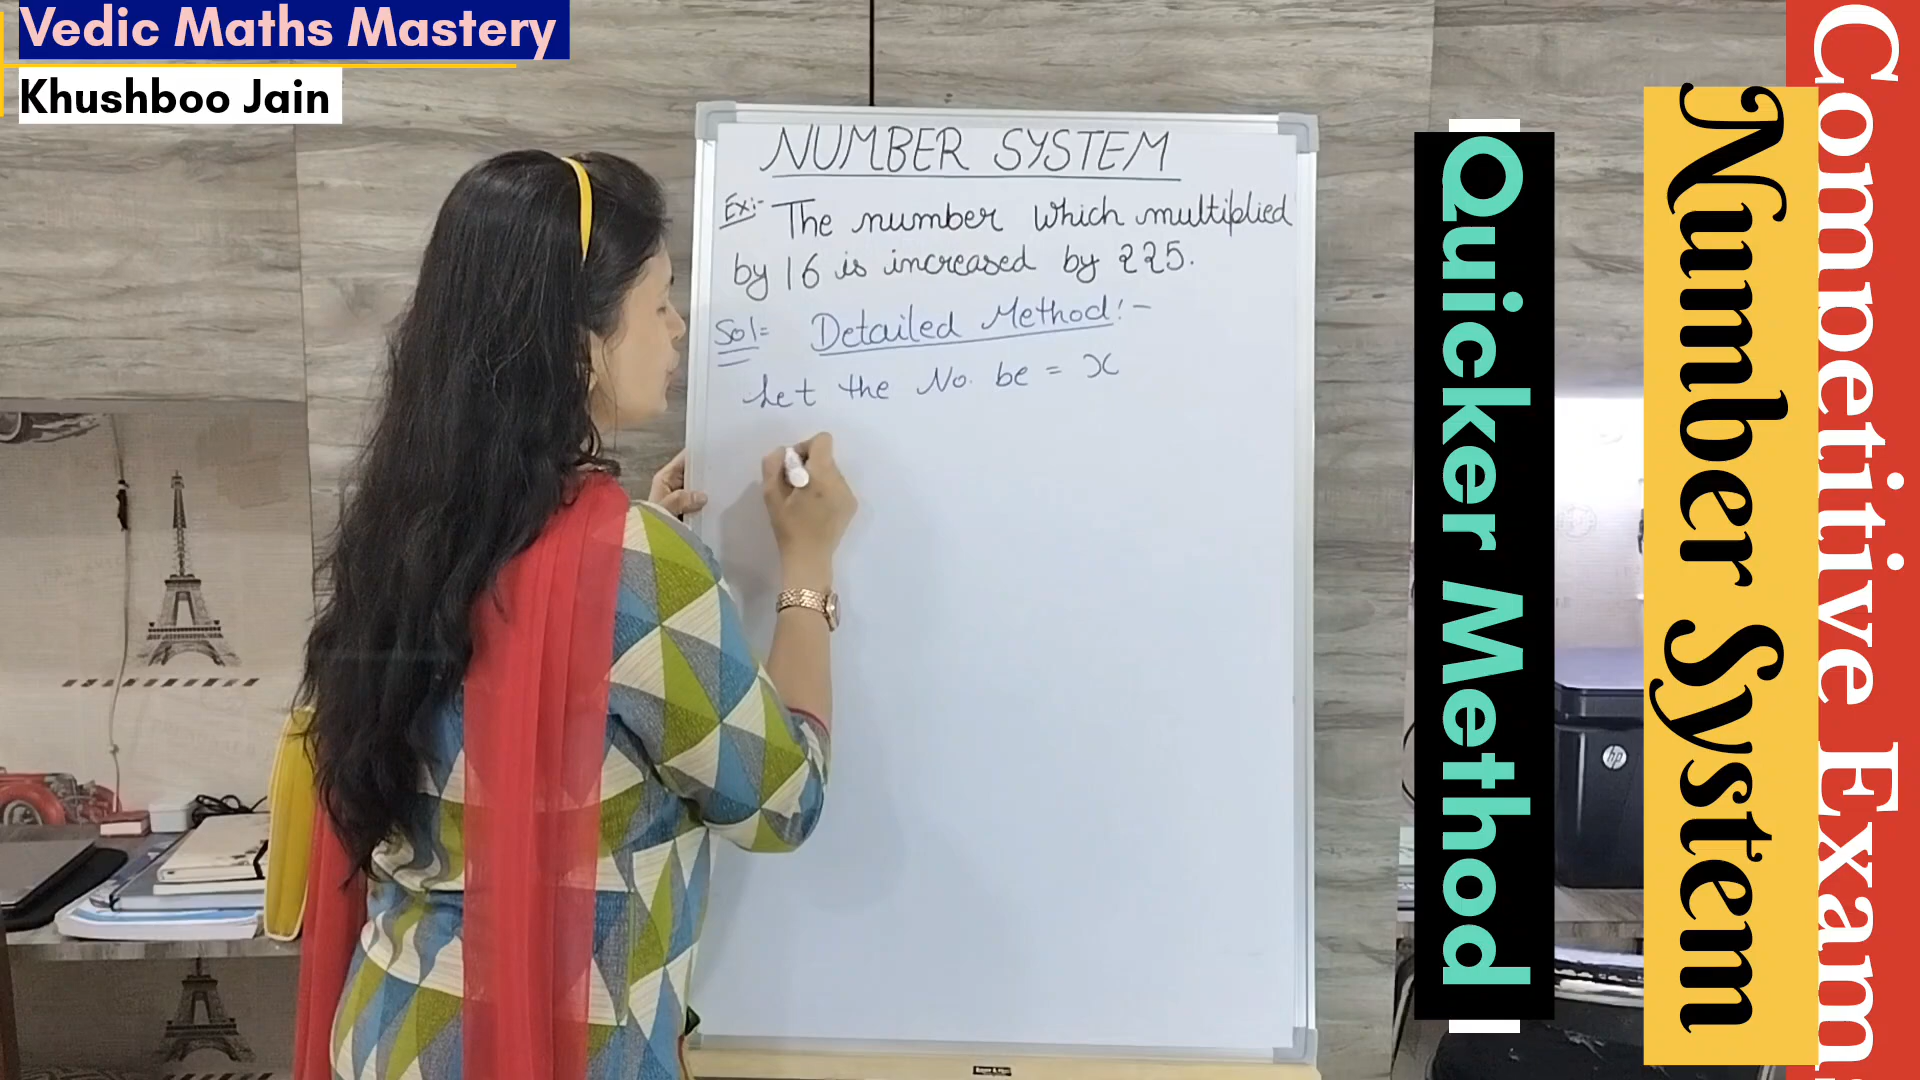 Vedic Maths Mastery
Khushboo Jain
NUMBER SYSTEM
Ex:- The number which multiplied
by 16 is increased by 225.
Sol= Detailed Method:-
Let the No. be = x
Quicker Method
Number System
Competitive Exam
hp